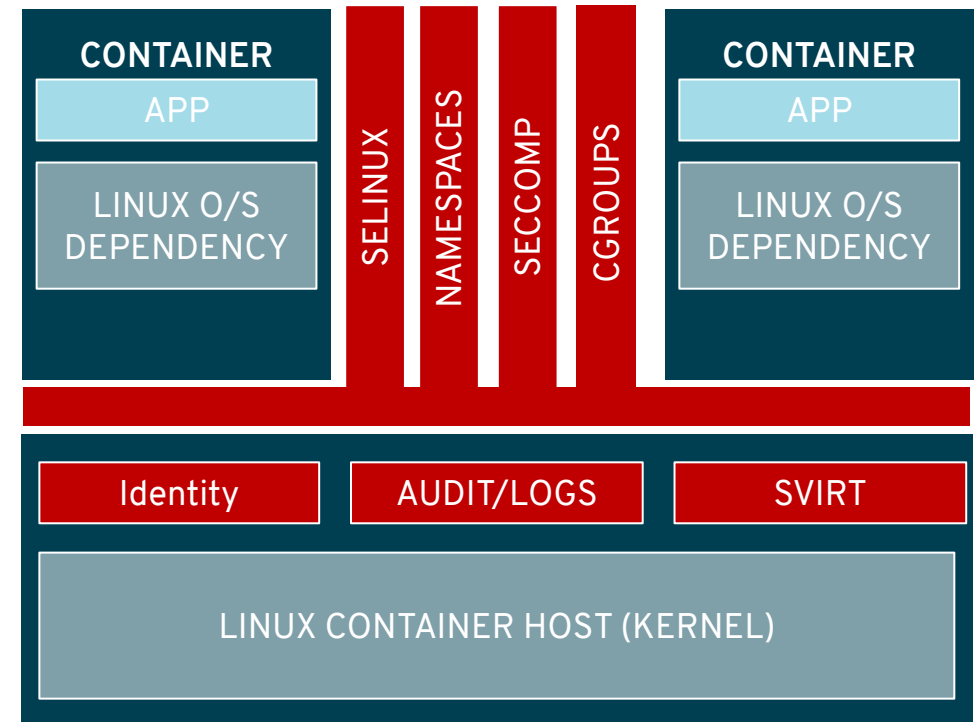 CONTAINER
APP
LINUX O/S
DEPENDENCY
SELINUX
NAMESPACES
SECCOMP
CGROUPS
CONTAINER
APP
LINUX O/S
DEPENDENCY
Identity
AUDIT/LOGS
SVIRT
LINUX CONTAINER HOST (KERNEL)